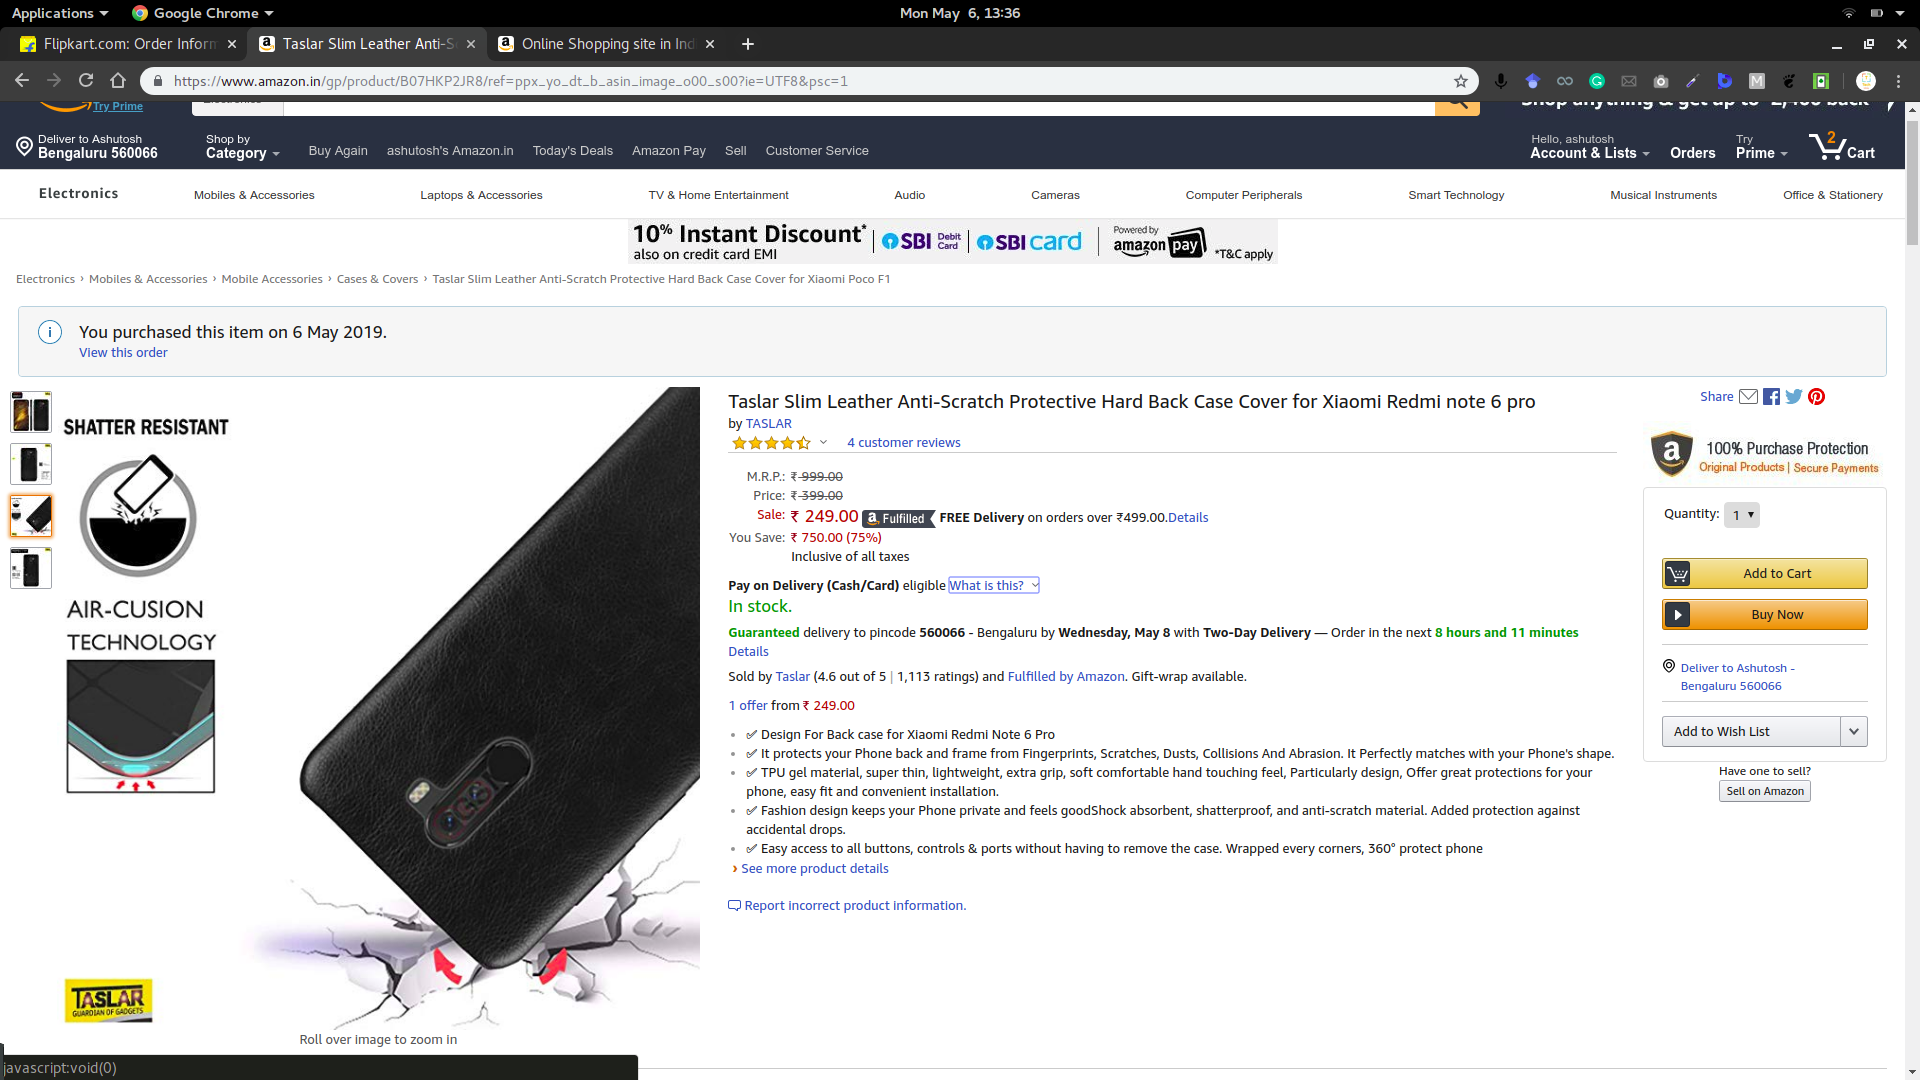 Applications
Google Chrome
Mon May 6, 13:36
Flipkart.com: Order Inform
Taslar Slim Leather Anti-S
Online Shopping site in Ind
https://www.amazon.in/gp/product/B07HKP2JR8/ref=ppx_yo_dt_b_asin_image_o00_s00?ie=UTF8&psc=1
Try Prime
Deliver to Ashutosh
Bengaluru 560066
Shop by
Category
Buy Again
ashutosh's Amazon.in
Today's Deals
Amazon Pay
Sell
Customer Service
Hello, ashutosh
Account & Lists
Orders
Try
Prime
2
Cart
Electronics
Mobiles & Accessories
Laptops & Accessories
TV & Home Entertainment
Audio
Cameras
Computer Peripherals
Smart Technology
Musical Instruments
Office & Stationery
10% Instant Discount*
also on credit card EMI
SBI Debit Card
SBI card
Powered by
amazon pay
*T&C apply
Electronics › Mobiles & Accessories › Mobile Accessories › Cases & Covers › Taslar Slim Leather Anti-Scratch Protective Hard Back Case Cover for Xiaomi Poco F1
You purchased this item on 6 May 2019.
View this order
SHATTER RESISTANT
AIR-CUSION
TECHNOLOGY
TASLAR
GUARDIAN OF GADGETS
Roll over image to zoom in
Taslar Slim Leather Anti-Scratch Protective Hard Back Case Cover for Xiaomi Redmi note 6 pro
by TASLAR
4 customer reviews
M.R.P.: ₹ 999.00
Price: ₹ 399.00
Sale: ₹ 249.00 a Fulfilled FREE Delivery on orders over ₹499.00.Details
You Save: ₹ 750.00 (75%)
Inclusive of all taxes
Pay on Delivery (Cash/Card) eligible What is this?
In stock.
Guaranteed delivery to pincode 560066 - Bengaluru by Wednesday, May 8 with Two-Day Delivery — Order in the next 8 hours and 11 minutes
Details
Sold by Taslar (4.6 out of 5 | 1,113 ratings) and Fulfilled by Amazon. Gift-wrap available.
1 offer from ₹ 249.00
• ✅ Design For Back case for Xiaomi Redmi Note 6 Pro
• ✅ It protects your Phone back and frame from Fingerprints, Scratches, Dusts, Collisions And Abrasion. It Perfectly matches with your Phone's shape.
• ✅ TPU gel material, super thin, lightweight, extra grip, soft comfortable hand touching feel, Particularly design, Offer great protections for your
phone, easy fit and convenient installation.
• ✅ Fashion design keeps your Phone private and feels goodShock absorbent, shatterproof, and anti-scratch material. Added protection against
accidental drops.
• ✅ Easy access to all buttons, controls & ports without having to remove the case. Wrapped every corners, 360° protect phone
› See more product details
Report incorrect product information.
Share
a
100% Purchase Protection
Original Products | Secure Payments
Quantity: 1
Add to Cart
Buy Now
Deliver to Ashutosh -
Bengaluru 560066
Add to Wish List
Have one to sell?
Sell on Amazon
javascript:void(0)